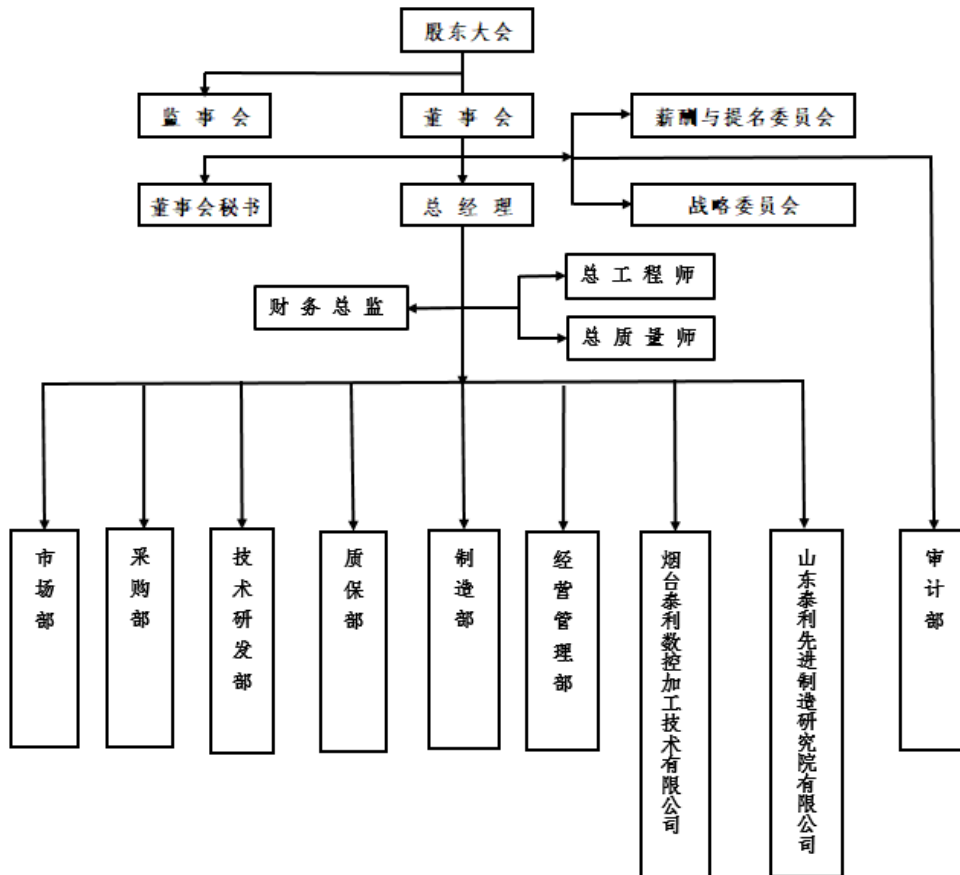 股东大会
监事会
董事会
薪酬与提名委员会
董事会秘书
总经理
战略委员会
总工程师
财务总监
总质量师
市场部
采购部
技术研发部
质保部
制造部
经营管理部
烟台泰利数控加工技术有限公司
山东泰利先进制造研究院有限公司
审计部